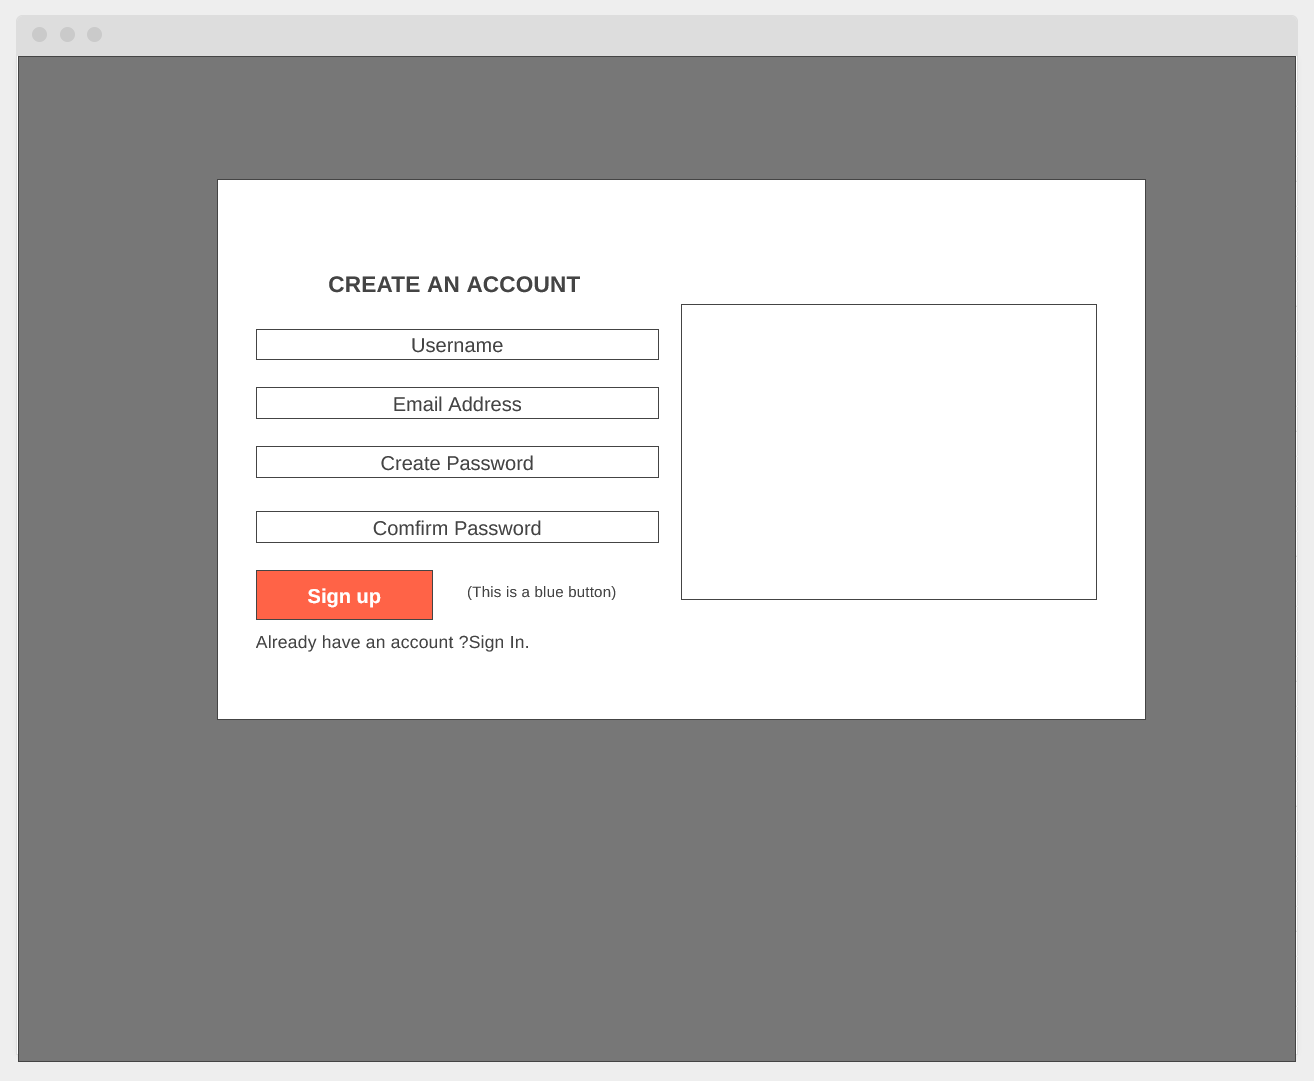 CREATE AN ACCOUNT
Username
Email Address
Create Password
Comfirm Password
Sign up
(This is a blue button)
Already have an account ?Sign In.